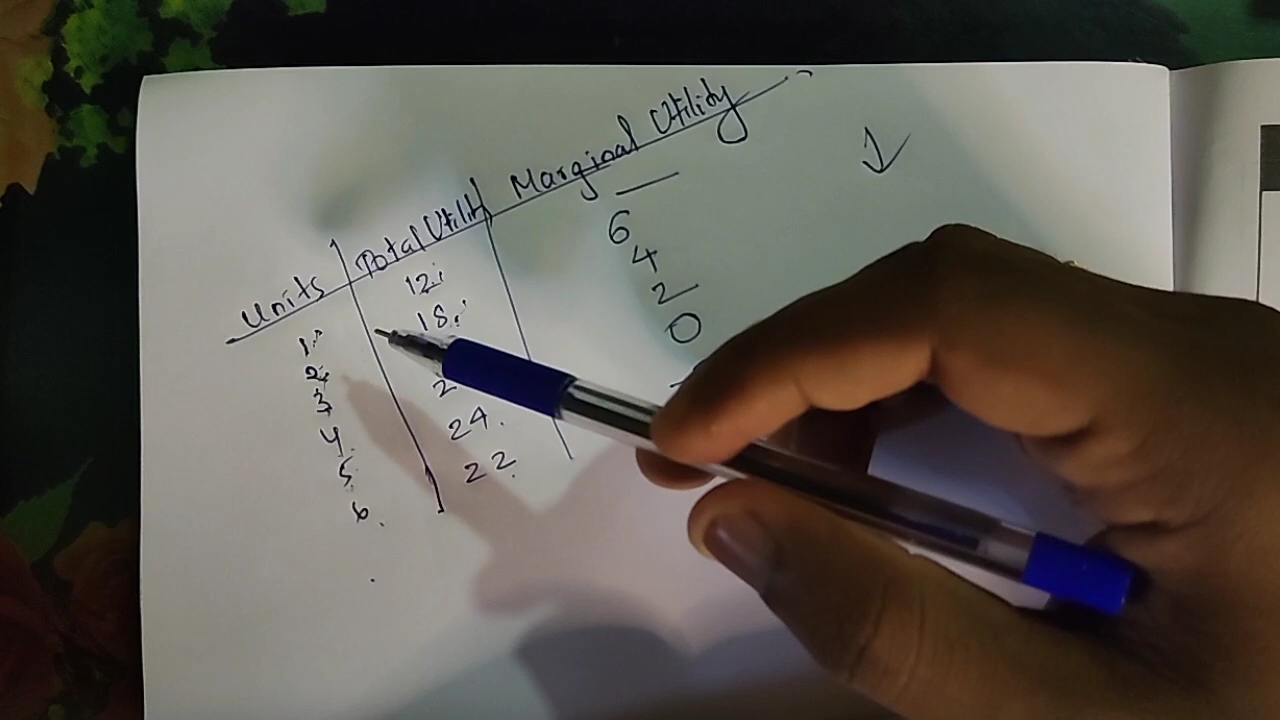 Units Total Utility Marginal Utility
1. 12 —
2. 18. 6
3. 4
4. 24. 2
5. 22. 0
6.